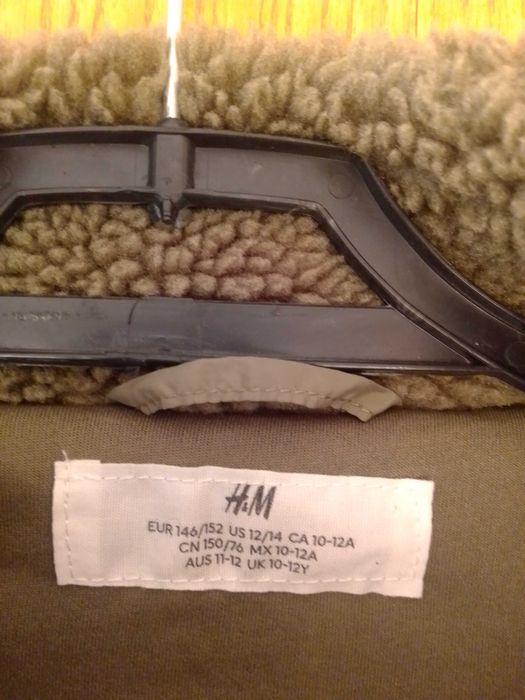 H&M
EUR 146/152 US 12/14 CA 10-12A
CN 150/76 MX 10-12A
AUS 11-12 UK 10-12Y